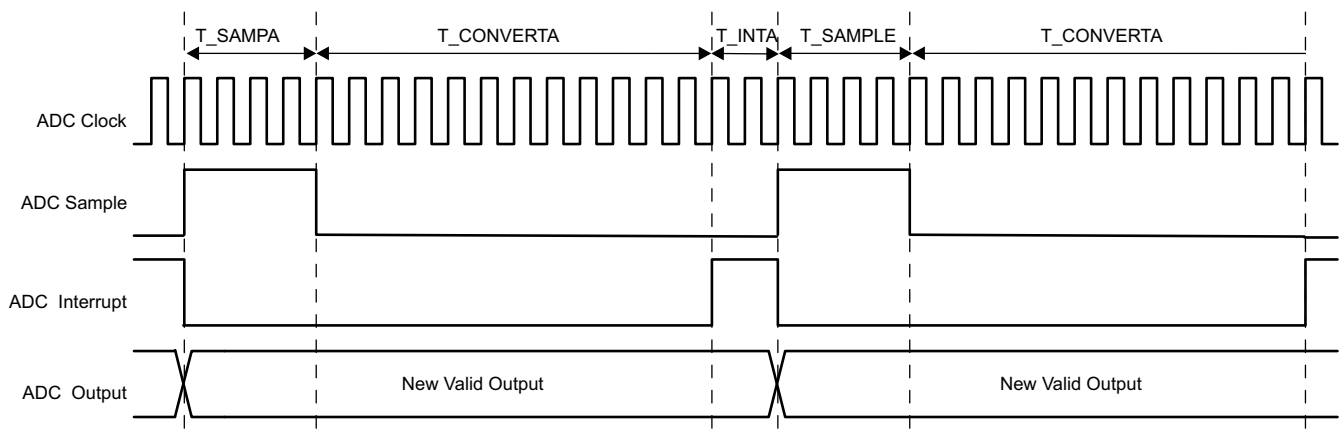 T_SAMPA T_CONVERTA T_INTA T_SAMPLE T_CONVERTA
ADC Clock
ADC Sample
ADC Interrupt
ADC Output New Valid Output New Valid Output